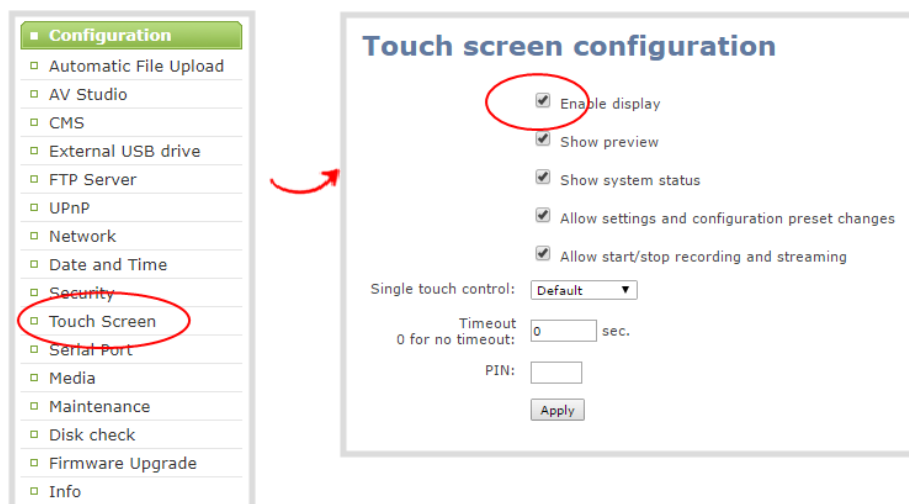 Configuration
Automatic File Upload
AV Studio
CMS
External USB drive
FTP Server
UPnP
Network
Date and Time
Security
Touch Screen
Serial Port
Media
Maintenance
Disk check
Firmware Upgrade
Info
Touch screen configuration
Enable display
Show preview
Show system status
Allow settings and configuration preset changes
Allow start/stop recording and streaming
Single touch control: Default
Timeout
0 for no timeout: 0 sec.
PIN:
Apply